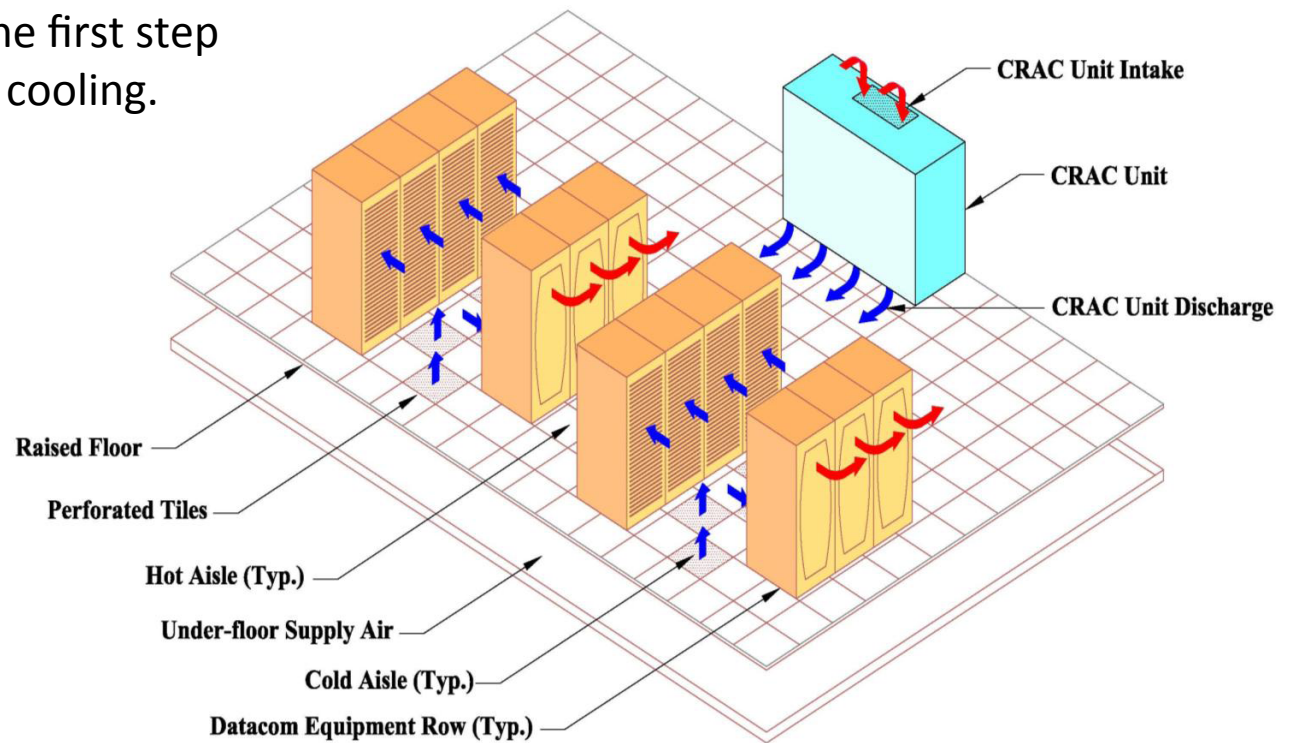 he first step
cooling.
CRAC Unit Intake
CRAC Unit
CRAC Unit Discharge
Raised Floor
Perforated Tiles
Hot Aisle (Typ.)
Under-floor Supply Air
Cold Aisle (Typ.)
Datacom Equipment Row (Typ.)